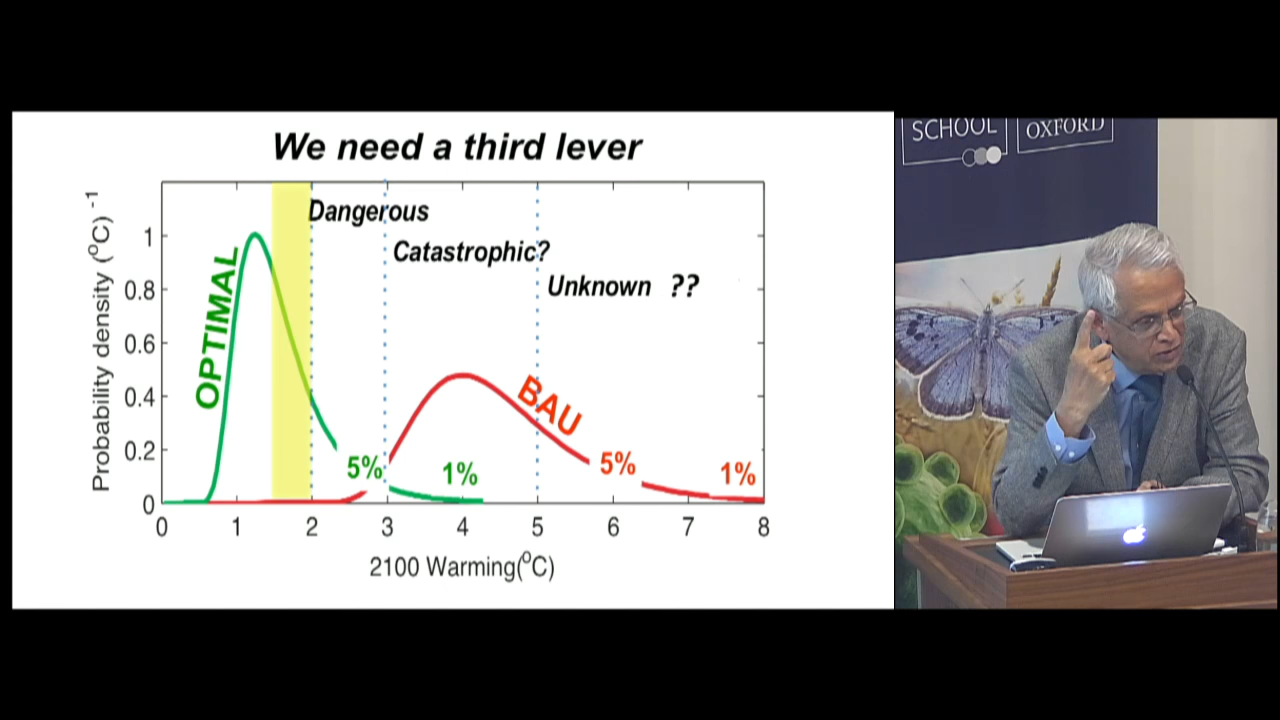 We need a third lever
Probability density (°C) -1
1
0.8
0.6
0.4
0.2
0
0 1 2 3 4 5 6 7 8
2100 Warming(°C)
OPTIMAL
Dangerous
Catastrophic?
Unknown ??
BAU
5%
1%
5%
1%
SCHOOL
OXFORD